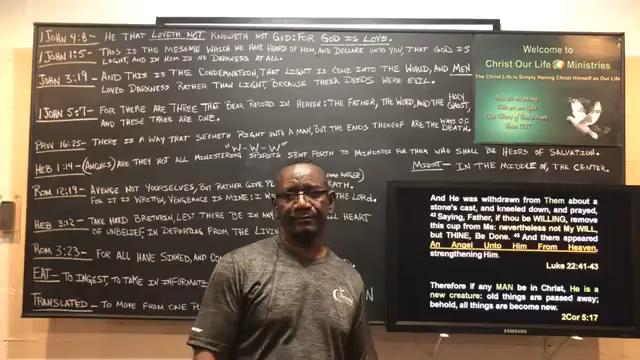 1 JOHN 4:8- HE THAT LOVETH NOT KNOWETH NOT GOD: FOR GOD IS LOVE.
1 JOHN 1:5- THIS IS THE MESSAGE WHICH WE HAVE HEARD OF HIM, AND DECLARE UNTO YOU, THAT GOD IS
LIGHT, AND IN HIM IS NO DARKNESS AT ALL.
JOHN 3:19- AND THIS IS THE CONDEMNATION, THAT LIGHT IS COME INTO THE WORLD, AND MEN
LOVED DARKNESS RATHER THAN LIGHT, BECAUSE THEIR DEEDS WERE EVIL.
1 JOHN 5:7- FOR THERE ARE THREE THAT BEAR RECORD IN HEAVEN: THE FATHER, THE WORD, AND THE HOLY GHOST,
AND THESE THREE ARE ONE.
PROV 16:25- THERE IS A WAY THAT SEEMETH RIGHT UNTO A MAN, BUT THE ENDS THEREOF ARE THE WAYS OF DEATH.
"W-W-W"
HEB 1:14- (ANGELS) ARE THEY NOT ALL MINISTERING SPIRITS SENT FORTH TO MINISTER FOR THEM WHO SHALL BE HEIRS OF SALVATION.
MIDST- IN THE MIDDLE OF, THE CENTER.
ANGER)
ROM 12:19- AVENGE NOT YOURSELVES, BUT RATHER GIVE RATH.
FOR IT IS WRITTEN, VENGEANCE IS MINE: THE LORD.
HEB 3:12- TAKE HEED BRETHREN, LEST THERE BE IN HEART
OF UNBELIEF, IN DEPARTING FROM THE
ROM 3:23- FOR ALL HAVE SINNED, AND
EAT- TO INGEST, TO TAKE IN
TRANSLATED- TO MOVE FROM ONE
Welcome to
Christ Our Life Ministries
The Christ Life is Simply Having Christ Himself as Our Life
And He was withdrawn from Them about a
stone's cast, and kneeled down, and prayed,
42 Saying, Father, if thou be WILLING, remove
this cup from Me: nevertheless not My WILL,
but THINE, Be Done. 43 And there appeared
An Angel Unto Him From Heaven,
strengthening Him.
Luke 22:41-43
Therefore if any MAN be in Christ, He is a
new creature: old things are passed away;
behold, all things are become new.
2Cor 5:17
SAMSUNG